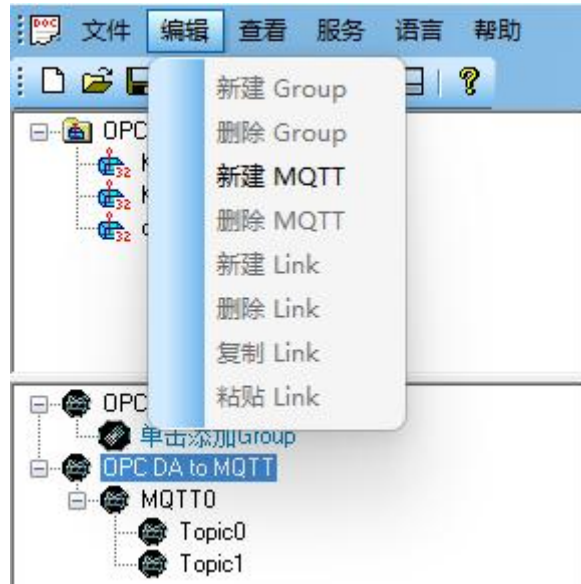 文件 编辑 查看 服务 语言 帮助
新建 Group
删除 Group
新建 MQTT
删除 MQTT
新建 Link
删除 Link
复制 Link
粘贴 Link
OPC
OPC
单击添加Group
OPC DA to MQTT
MQTT0
Topic0
Topic1